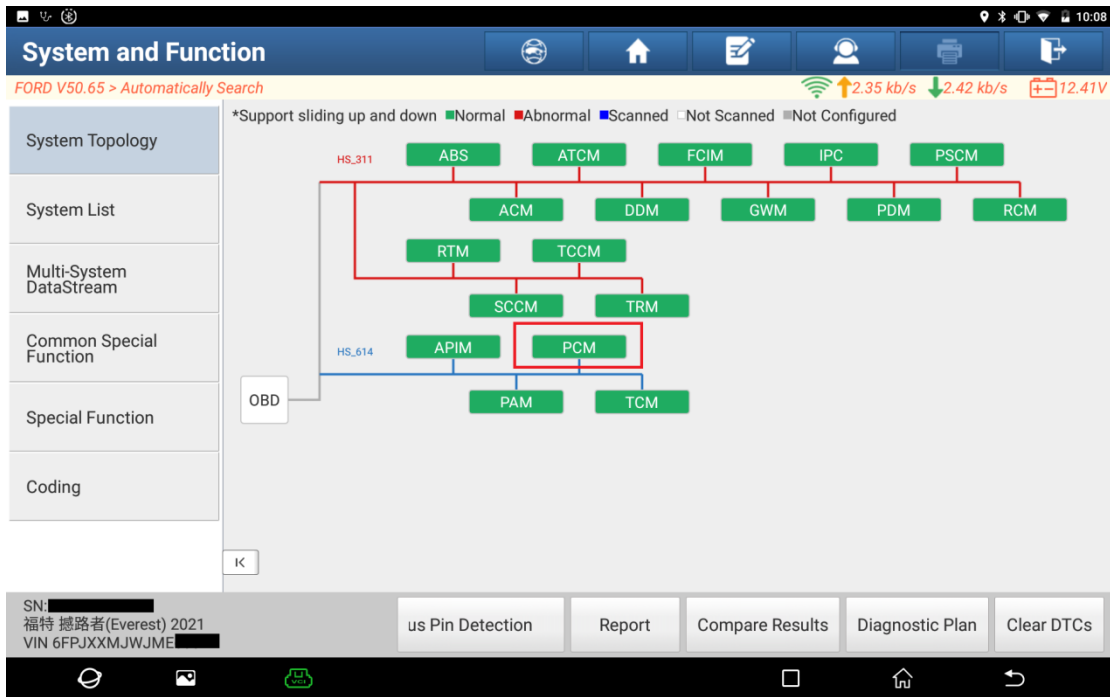 10:08
System and Function
FORD V50.65 > Automatically Search
2.35 kb/s 2.42 kb/s 12.41V
System Topology
System List
Multi-System
DataStream
Common Special
Function
Special Function
Coding
*Support sliding up and down Normal Abnormal Scanned Not Scanned Not Configured
HS_311 ABS ATCM FCIM IPC PSCM
ACM DDM GWM PDM RCM
RTM TCCM
SCCM TRM
HS_614 APIM PCM
OBD PAM TCM
SN:
福特 撼路者(Everest) 2021
VIN 6FPJXXMJWJME
us Pin Detection Report Compare Results Diagnostic Plan Clear DTCs
VCI